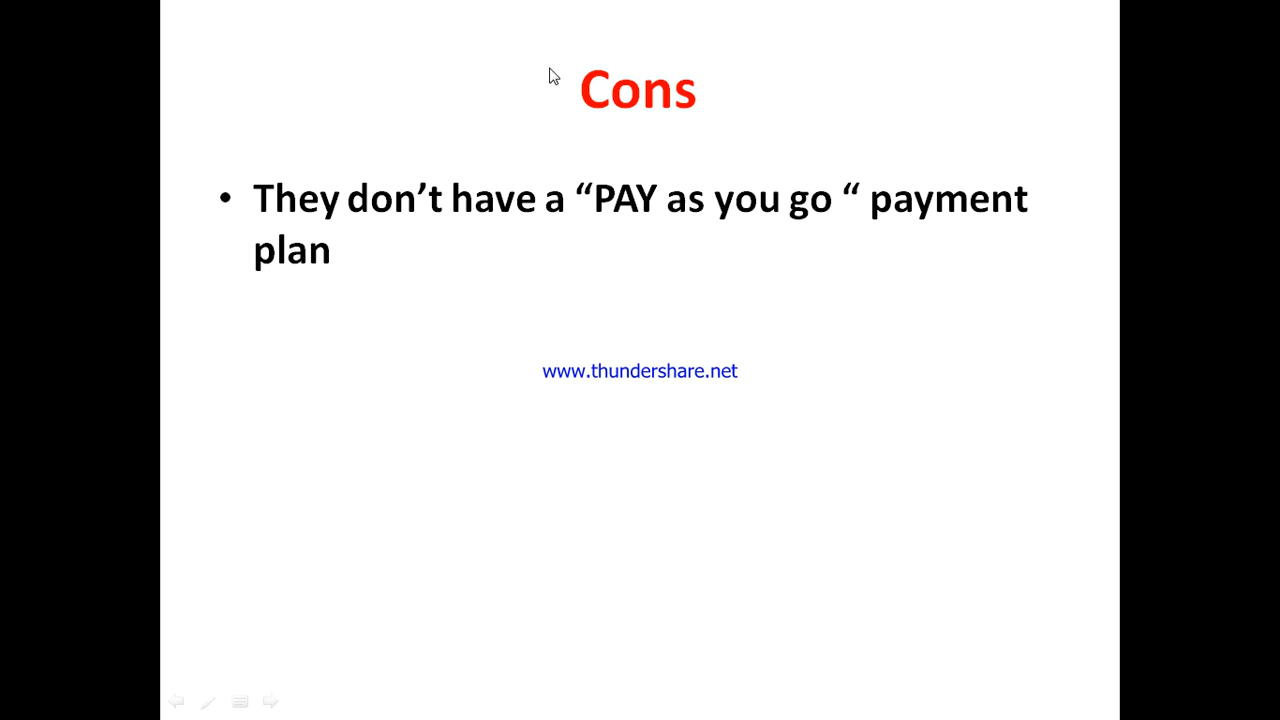 Cons
• They don’t have a “PAY as you go “ payment
plan
www.thundershare.net